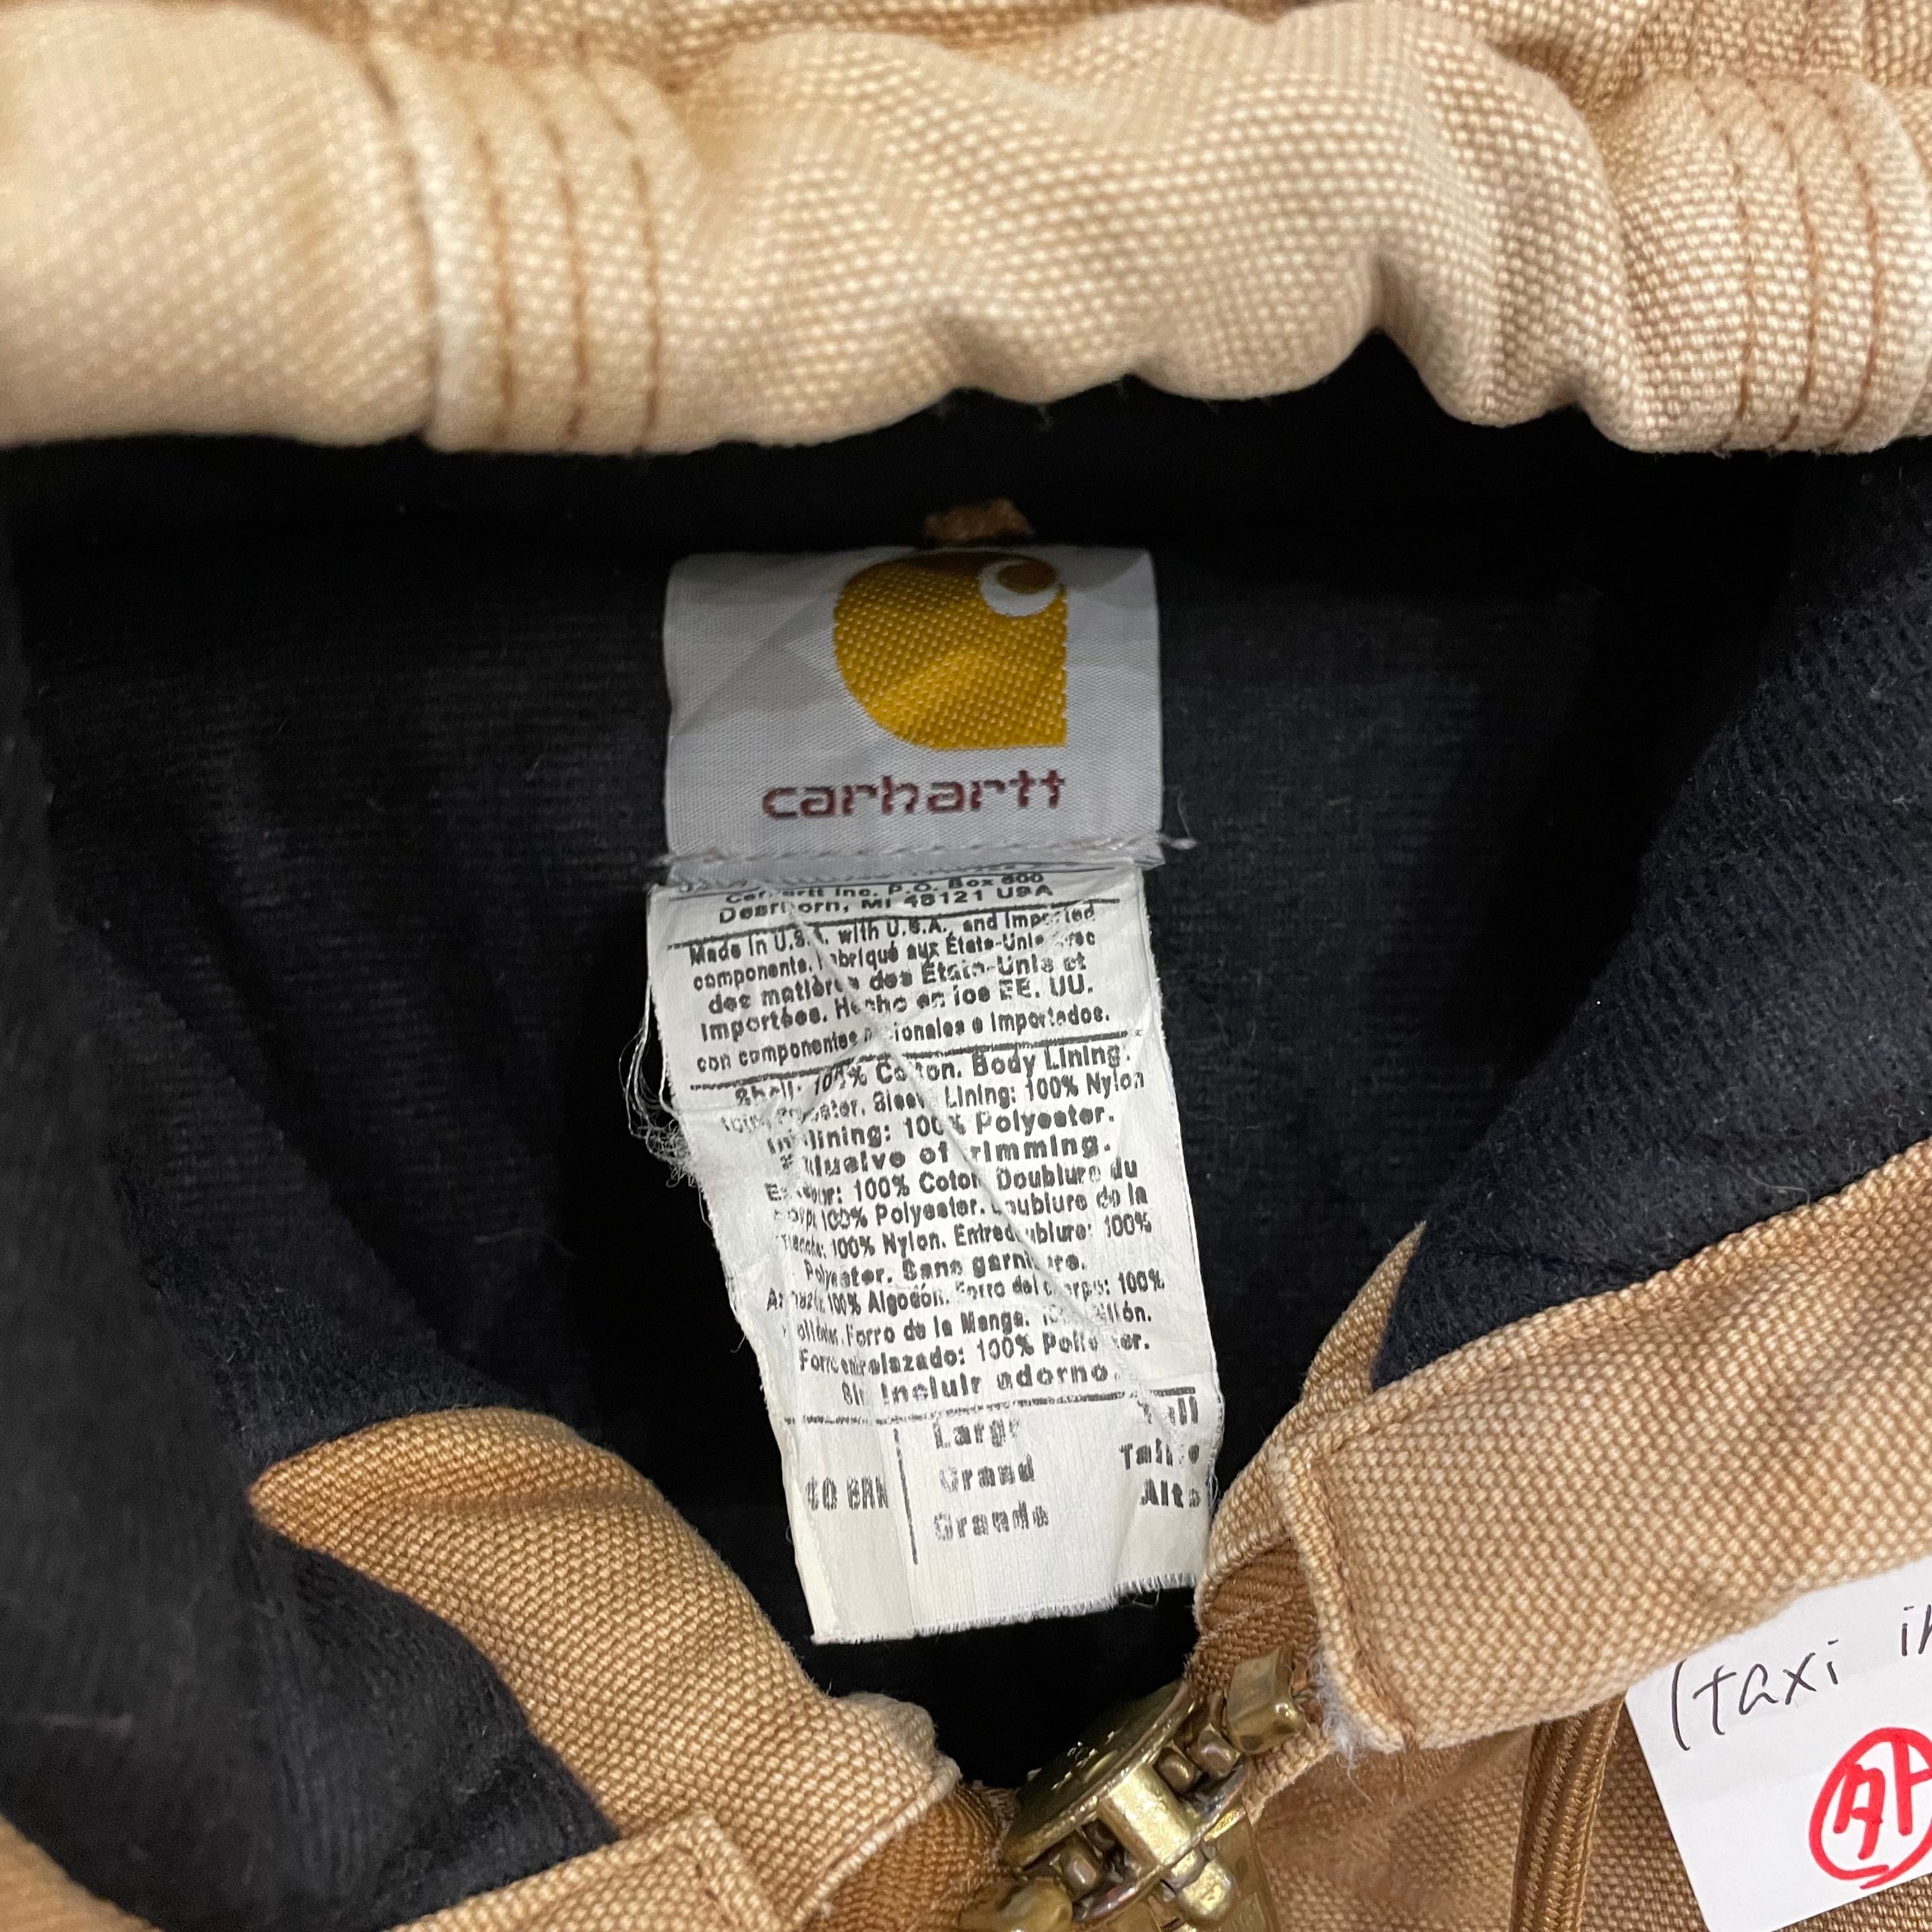 carhartt
Carhartt Inc. P.O. Box 600
Dearborn, MI 48121 USA
Made in U.S.A. with U.S.A. and Imported
components. Fabriqué aux États-Unis avec
des matières des États-Unis et
Importées. Hecho en los EE. UU.
con componentes nacionales e Importados.
Shell: 100% Cotton. Body Lining:
100% Polyester. Sleeve Lining: 100% Nylon
Interlining: 100% Polyester.
Exclusive of trimming.
Extérieur: 100% Coton Doublure du
corps 100% Polyester. Doublure de la
manche: 100% Nylon. Entredoublure: 100%
Polyester. Sans garniture.
100% Algodón. Forro del cuerpo: 100%
Poliéster. Forro de la Manga: 100% Nilón.
Forro entrelazado: 100% Poliéster.
Sin Incluir adorno.
BRN
Large Tall
Grand Taille
Grande Alto
(taxi
外